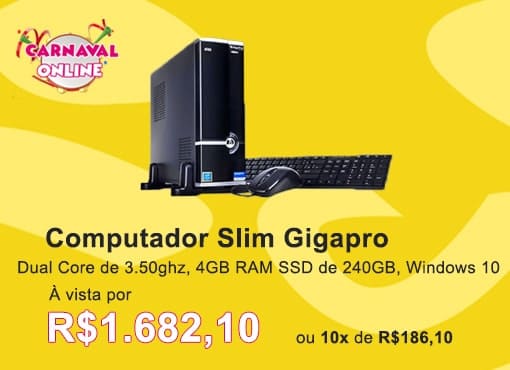 CARNAVAL
ONLINE
Computador Slim Gigapro
Dual Core de 3.50ghz, 4GB RAM SSD de 240GB, Windows 10
À vista por
R$1.682,10 ou 10x de R$186,10